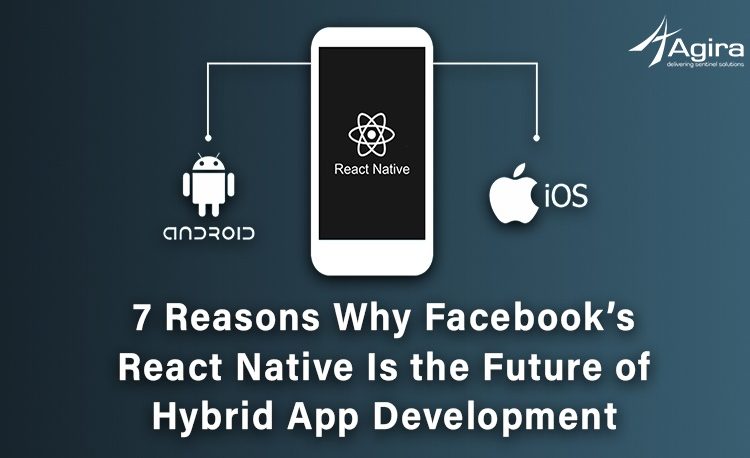 Agira
delivering sentinel solutions
React Native
ANDROID
iOS
7 Reasons Why Facebook's
React Native Is the Future of
Hybrid App Development